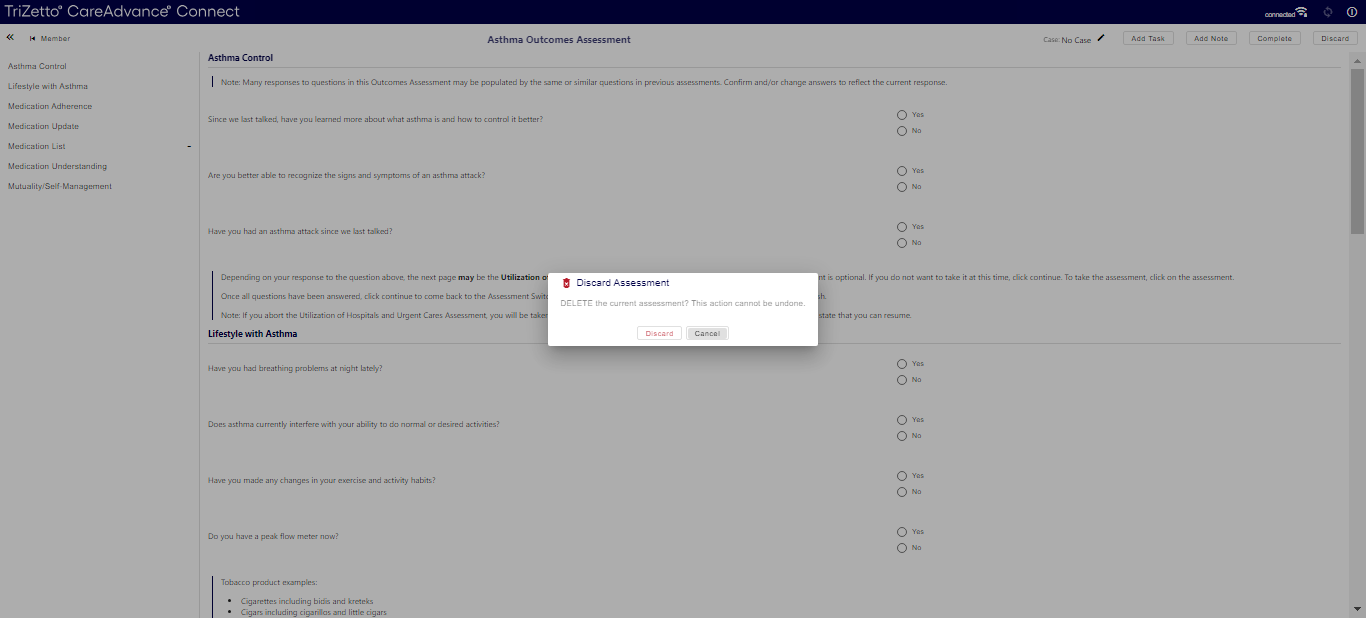 TriZetto® CareAdvance® Connect
connected
Member
Asthma Outcomes Assessment
Case: No Case
Add Task
Add Note
Complete
Discard
Asthma Control
Lifestyle with Asthma
Medication Adherence
Medication Update
Medication List -
Medication Understanding
Mutuality/Self-Management
Asthma Control
Note: Many responses to questions in this Outcomes Assessment may be populated by the same or similar questions in previous assessments. Confirm and/or change answers to reflect the current response.
Since we last talked, have you learned more about what asthma is and how to control it better?
Yes
No
Are you better able to recognize the signs and symptoms of an asthma attack?
Yes
No
Have you had an asthma attack since we last talked?
Yes
No
Depending on your response to the question above, the next page may be the Utilization o nt is optional. If you do not want to take it at this time, click continue. To take the assessment, click on the assessment.
Once all questions have been answered, click continue to come back to the Assessment Switc sh.
Note: If you abort the Utilization of Hospitals and Urgent Cares Assessment, you will be taken state that you can resume.
Discard Assessment
DELETE the current assessment? This action cannot be undone.
Discard
Cancel
Lifestyle with Asthma
Have you had breathing problems at night lately?
Yes
No
Does asthma currently interfere with your ability to do normal or desired activities?
Yes
No
Have you made any changes in your exercise and activity habits?
Yes
No
Do you have a peak flow meter now?
Yes
No
Tobacco product examples:
• Cigarettes including bidis and kreteks
• Cigars including cigarillos and little cigars